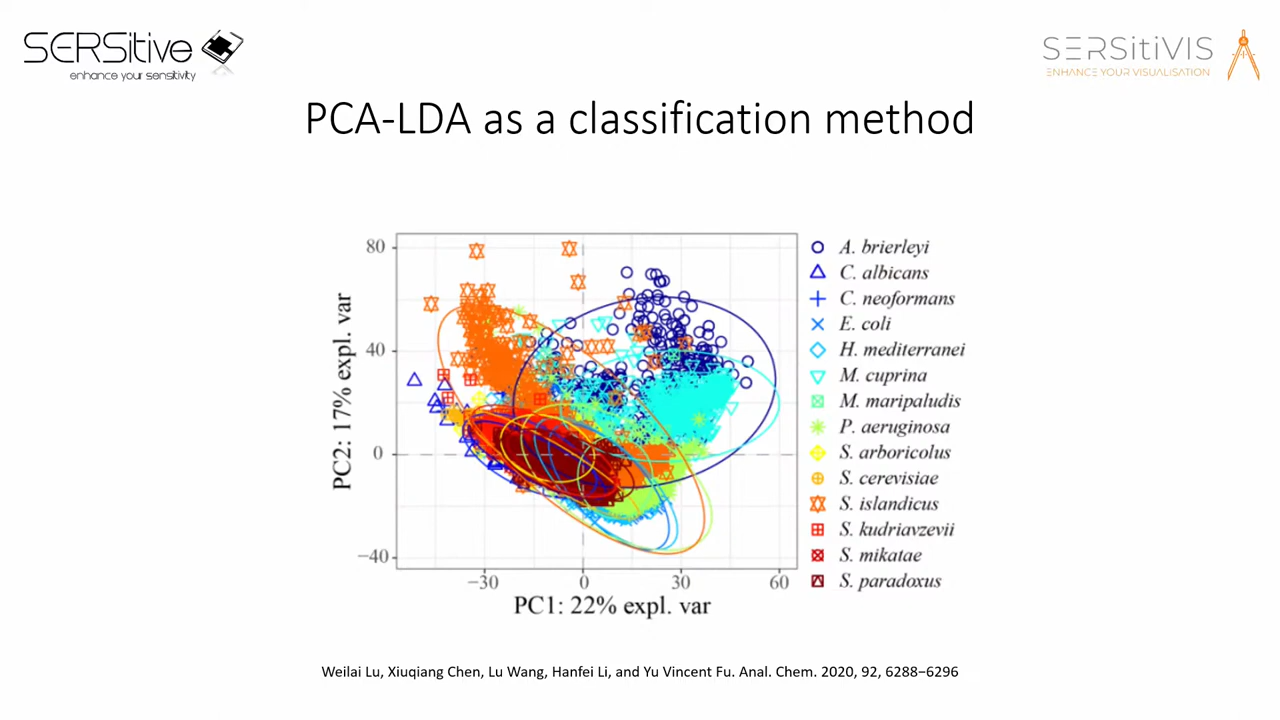 SERSitive
enhance your sensitivity
SERSitiVIS
ENHANCE YOUR VISUALISATION
PCA-LDA as a classification method
80
40
0
−40
PC2: 17% expl. var
−30
0
30
60
PC1: 22% expl. var
A. brierleyi
C. albicans
C. neoformans
E. coli
H. mediterranei
M. cuprina
M. maripaludis
P. aeruginosa
S. arboricolus
S. cerevisiae
S. islandicus
S. kudriavzevii
S. mikatae
S. paradoxus
Weilai Lu, Xiuqiang Chen, Lu Wang, Hanfei Li, and Yu Vincent Fu. Anal. Chem. 2020, 92, 6288−6296